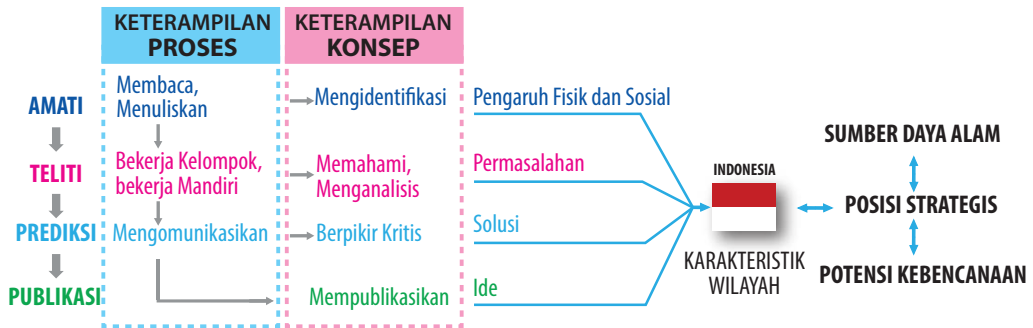 KETERAMPILAN
PROSES
KETERAMPILAN
KONSEP
AMATI
Membaca,
Menuliskan
Mengidentifikasi
Pengaruh Fisik dan Sosial
TELITI
Bekerja Kelompok,
bekerja Mandiri
Memahami,
Menganalisis
Permasalahan
PREDIKSI
Mengomunikasikan
Berpikir Kritis
Solusi
PUBLIKASI
Mempublikasikan
Ide
INDONESIA
KARAKTERISTIK
WILAYAH
SUMBER DAYA ALAM
POSISI STRATEGIS
POTENSI KEBENCANAAN